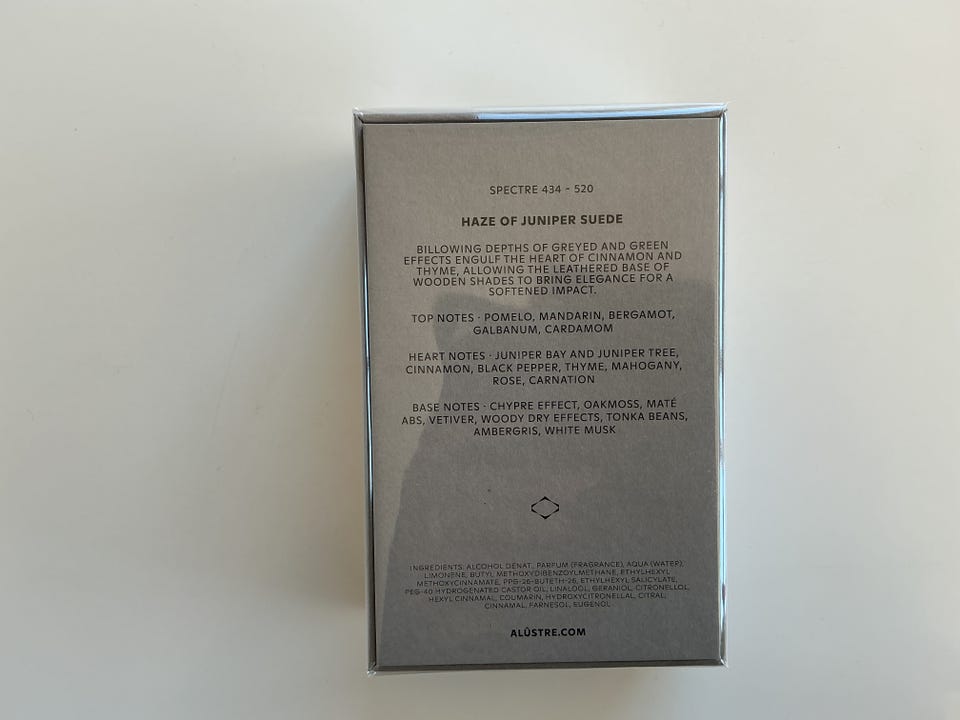 SPECTRE 434 - 520
HAZE OF JUNIPER SUEDE
BILLOWING DEPTHS OF GREYED AND GREEN
EFFECTS ENGULF THE HEART OF CINNAMON AND
THYME, ALLOWING THE LEATHERED BASE OF
WOODEN SHADES TO BRING ELEGANCE FOR A
SOFTENED IMPACT.
TOP NOTES · POMELO, MANDARIN, BERGAMOT,
GALBANUM, CARDAMOM
HEART NOTES · JUNIPER BAY AND JUNIPER TREE,
CINNAMON, BLACK PEPPER, THYME, MAHOGANY,
ROSE, CARNATION
BASE NOTES · CHYPRE EFFECT, OAKMOSS, MATÉ
ABS, VETIVER, WOODY DRY EFFECTS, TONKA BEANS,
AMBERGRIS, WHITE MUSK
INGREDIENTS: ALCOHOL DENAT., PARFUM (FRAGRANCE), AQUA (WATER),
LIMONENE, BUTYL METHOXYDIBENZOYLMETHANE, ETHYLHEXYL
METHOXYCINNAMATE, PPG-26-BUTETH-26, ETHYLHEXYL SALICYLATE,
PEG-40 HYDROGENATED CASTOR OIL, LINALOOL, GERANIOL, CITRONELLOL,
HEXYL CINNAMAL, COUMARIN, HYDROXYCITRONELLAL, CITRAL,
CINNAMAL, FARNESOL, EUGENOL
ALÛSTRE.COM